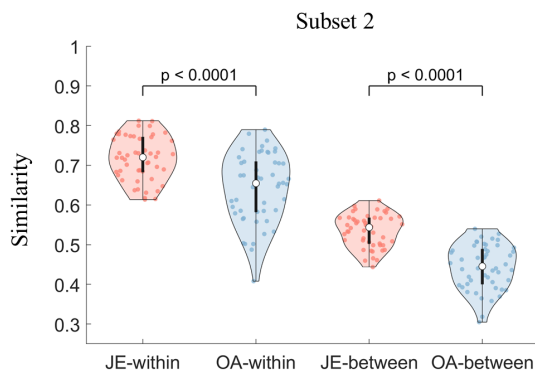 Subset 2
p < 0.0001
p < 0.0001
Similarity
1
0.9
0.8
0.7
0.6
0.5
0.4
0.3
JE-within
OA-within
JE-between
OA-between